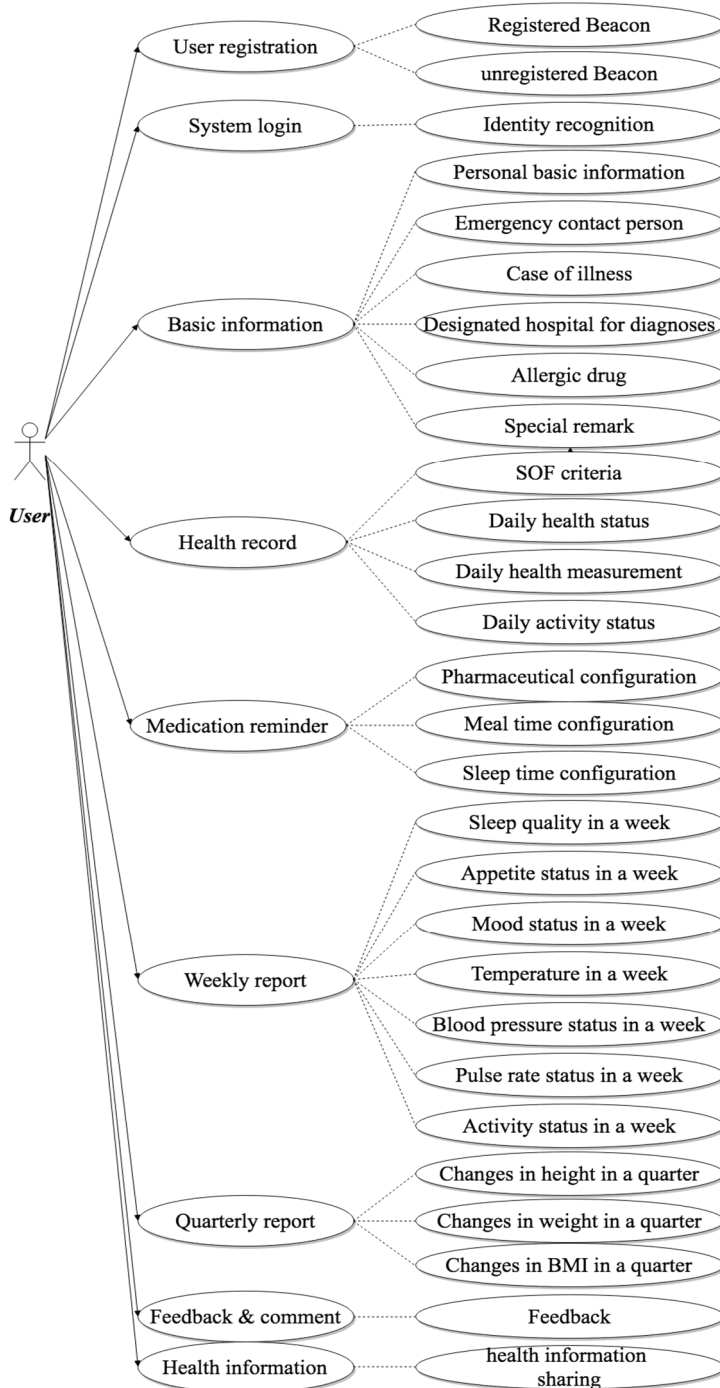 User registration
Registered Beacon
unregistered Beacon
System login
Identity recognition
Basic information
Personal basic information
Emergency contact person
Case of illness
Designated hospital for diagnoses
Allergic drug
Special remark
User
Health record
SOF criteria
Daily health status
Daily health measurement
Daily activity status
Medication reminder
Pharmaceutical configuration
Meal time configuration
Sleep time configuration
Weekly report
Sleep quality in a week
Appetite status in a week
Mood status in a week
Temperature in a week
Blood pressure status in a week
Pulse rate status in a week
Activity status in a week
Quarterly report
Changes in height in a quarter
Changes in weight in a quarter
Changes in BMI in a quarter
Feedback & comment
Feedback
Health information
health information
sharing